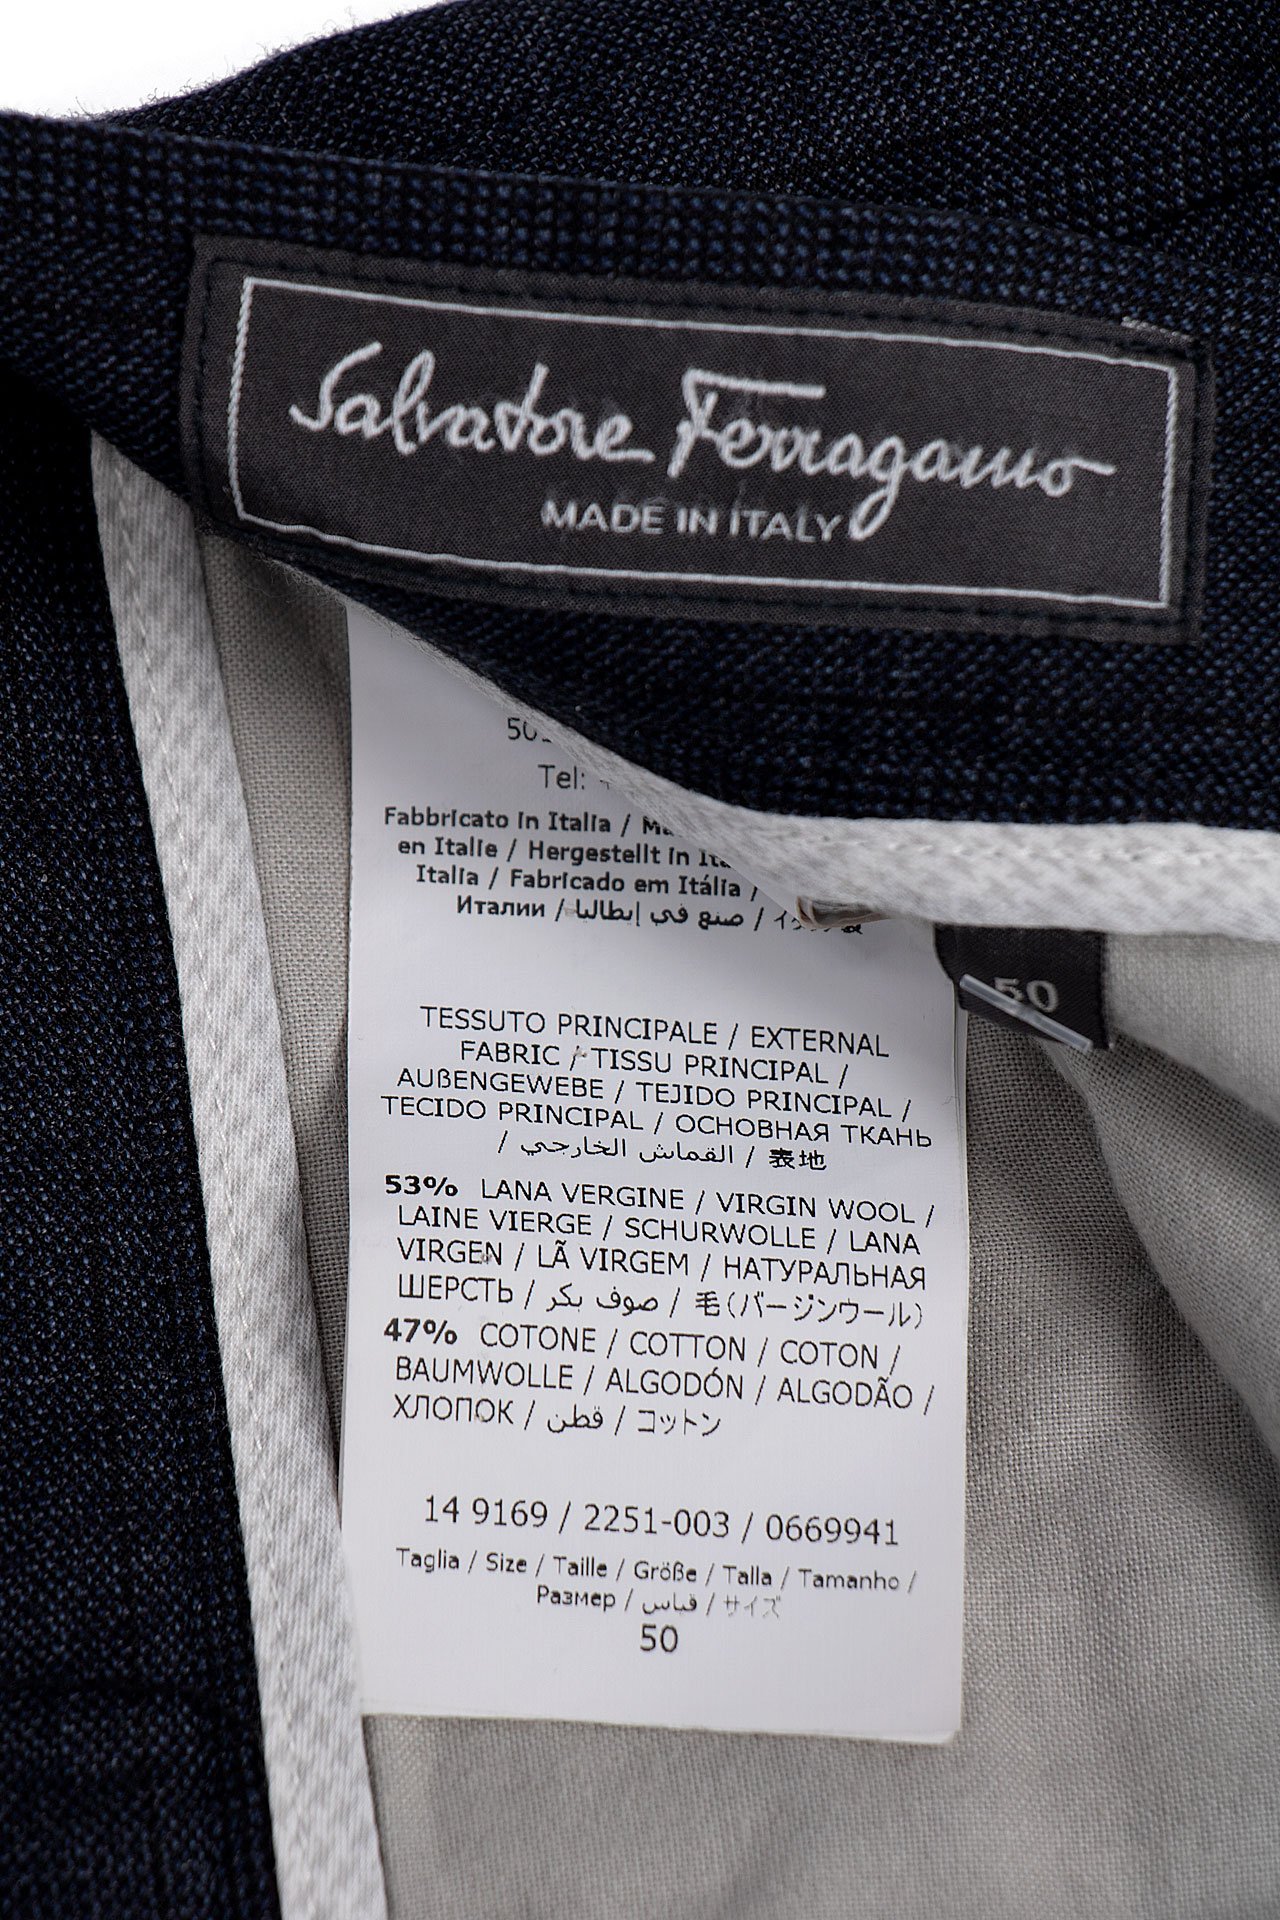 Salvatore Ferragamo
MADE IN ITALY
Tel:
Fabbricato in Italia /
en Italie / Hergestellt in
Italia / Fabricado em Itália /
Италии / صنع في إيطاليا /
50
TESSUTO PRINCIPALE / EXTERNAL
FABRIC / TISSU PRINCIPAL /
AUßENGEWEBE / TEJIDO PRINCIPAL /
TECIDO PRINCIPAL / ОСНОВНАЯ ТКАНЬ
/ القماش الخارجي / 表地
53% LANA VERGINE / VIRGIN WOOL /
LAINE VIERGE / SCHURWOLLE / LANA
VIRGEN / LÃ VIRGEM / НАТУРАЛЬНАЯ
ШЕРСТЬ / صوف بكر / 毛(バージンウール)
47% COTONE / COTTON / COTON /
BAUMWOLLE / ALGODÓN / ALGODÃO /
ХЛОПОК / قطن / コットン
14 9169 / 2251-003 / 0669941
Taglia / Size / Taille / Größe / Talla / Tamanho /
Размер / قياس / サイズ
50